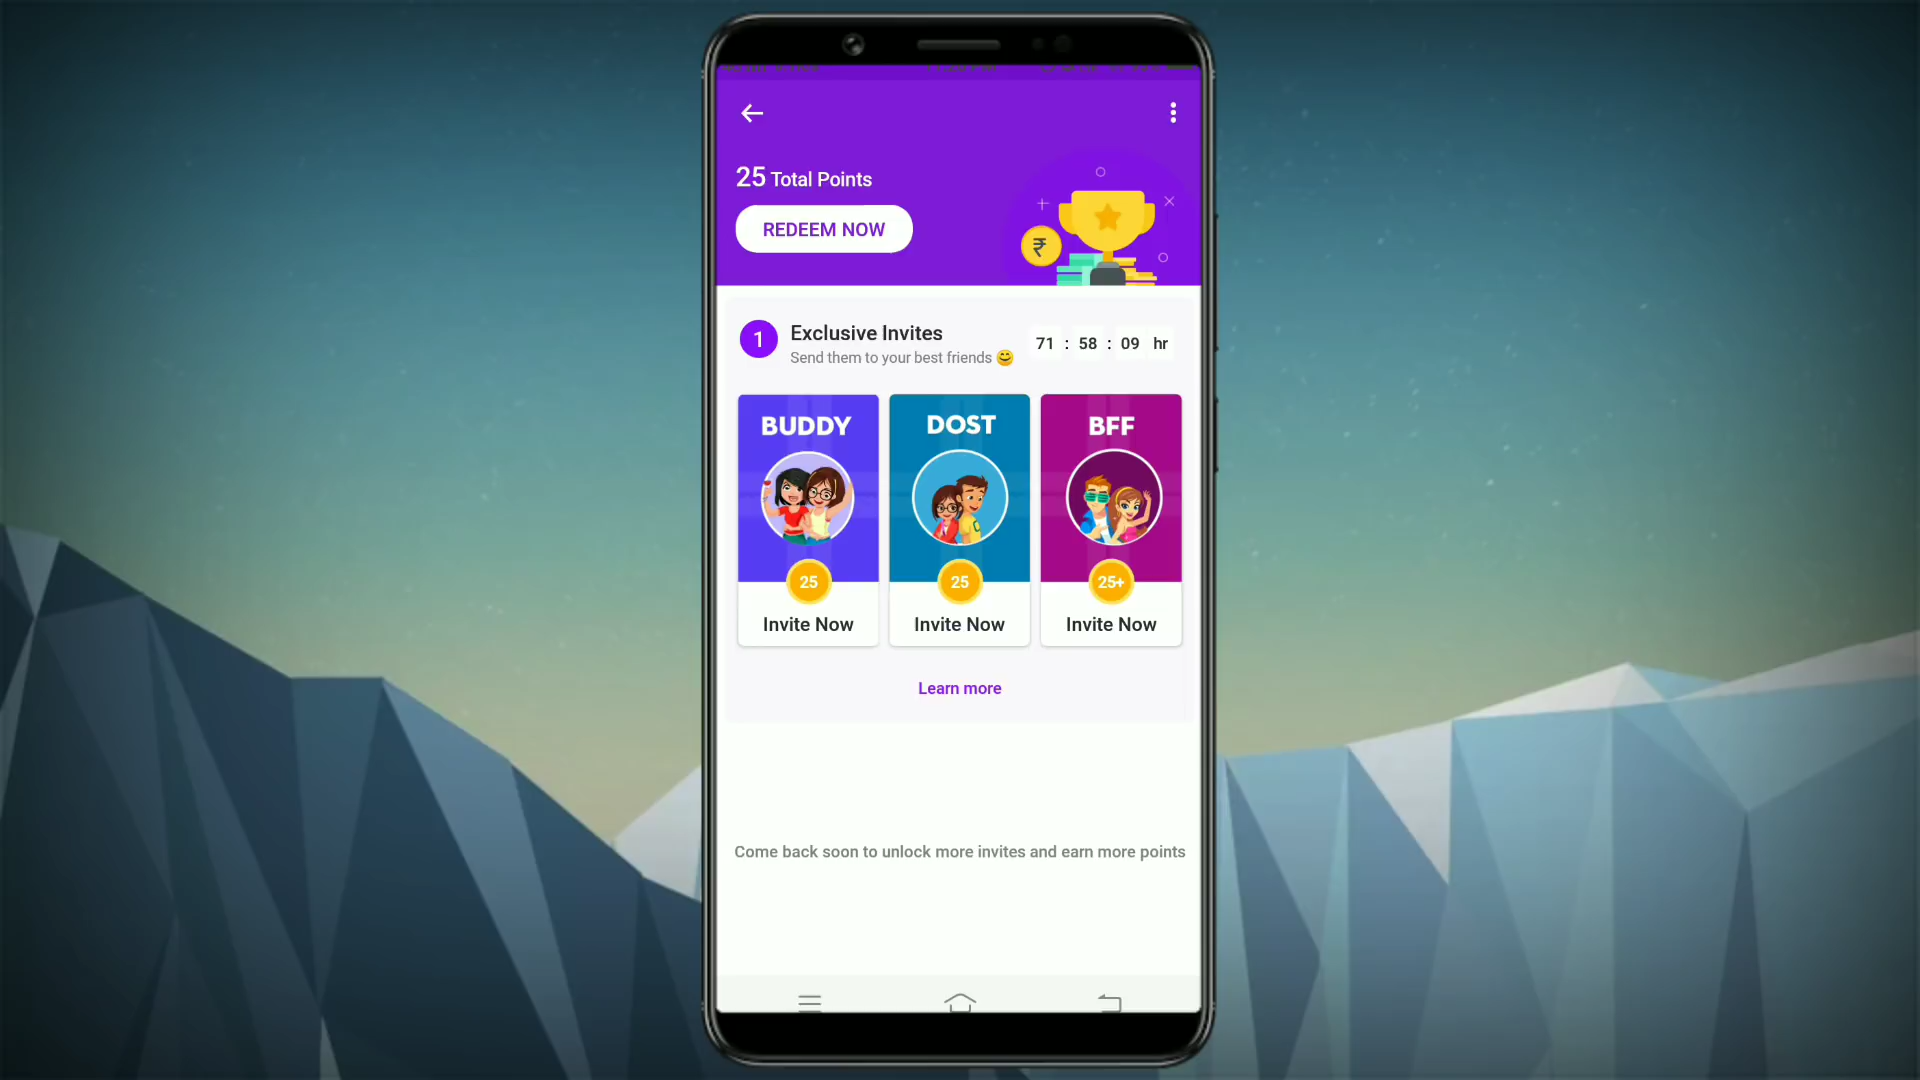 25 Total Points
REDEEM NOW
1
Exclusive Invites
71 : 58 : 09 hr
Send them to your best friends 😊
BUDDY
DOST
BFF
₹
25
25
25+
Invite Now
Invite Now
Invite Now
Learn more
Come back soon to unlock more invites and earn more points